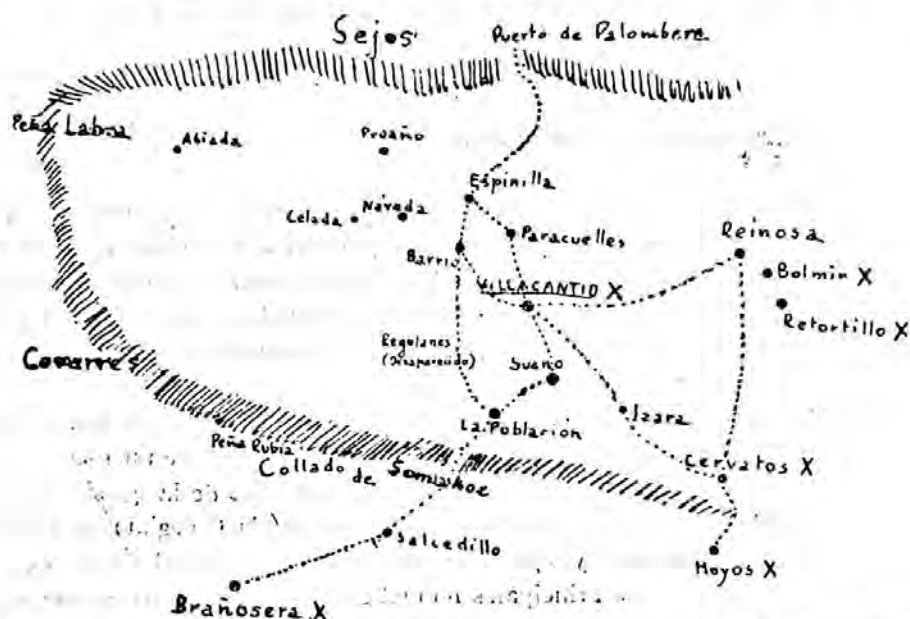 Sejos
Puerto de Palombera
Peña Labra
Abiada
Proaño
Espinilla
Celada
Naveda
Paracuelles
Reinosa
Barrio
Bolmir X
VILLACANTID X
Retortillo X
Regulanes
(Desaparecido)
Suano
Izara
La Población
Peña Rubia
Cervatos X
Collado de Somahoz
Salcedillo
Hoyos X
Brañosera X